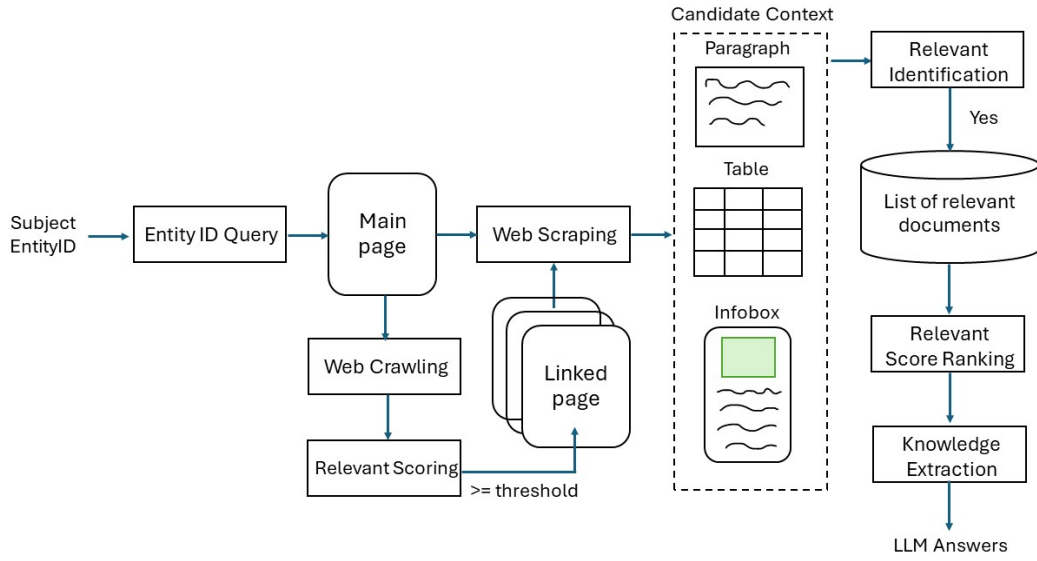 Candidate Context
Paragraph
Table
Infobox
Subject
EntityID
Entity ID Query
Main
page
Web Scraping
Web Crawling
Relevant Scoring
>= threshold
Linked
page
Relevant
Identification
Yes
List of relevant
documents
Relevant
Score Ranking
Knowledge
Extraction
LLM Answers